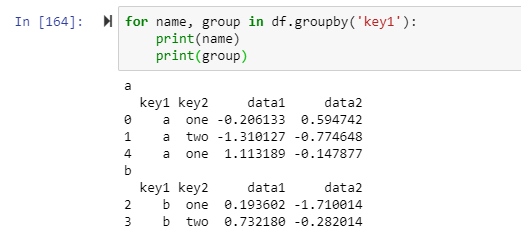 In [164]: for name, group in df.groupby('key1'):
    print(name)
    print(group)
a
  key1 key2     data1     data2
0    a  one -0.206133  0.594742
1    a  two -1.310127 -0.774648
4    a  one  1.113189 -0.147877
b
  key1 key2     data1     data2
2    b  one  0.193602 -1.710014
3    b  two  0.732180 -0.282014